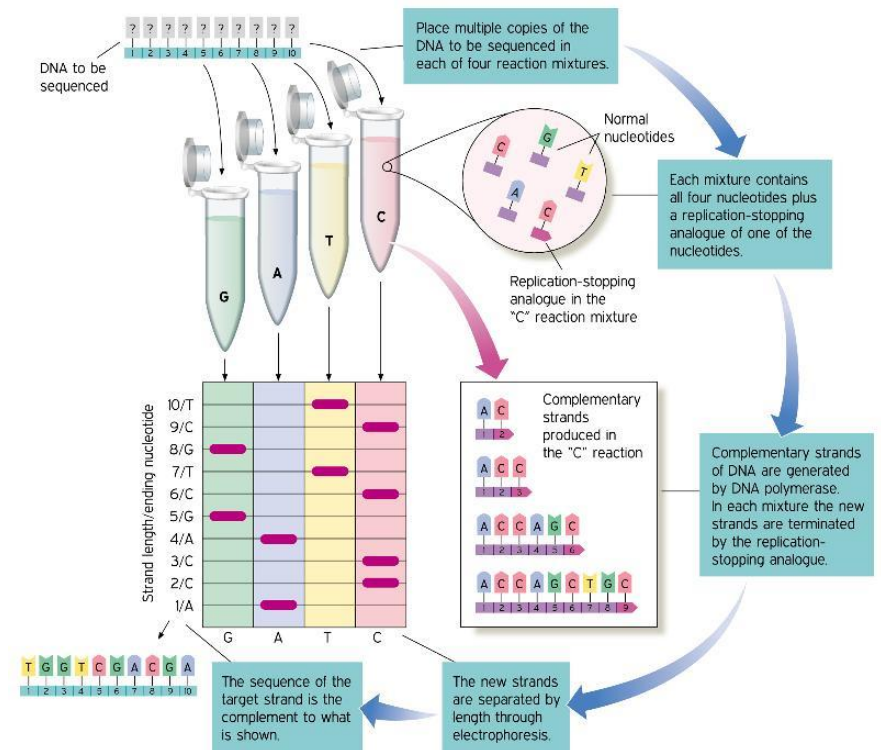 ? ? ? ? ? ? ? ? ? ?
1 2 3 4 5 6 7 8 9 10
DNA to be
sequenced
Place multiple copies of the
DNA to be sequenced in
each of four reaction mixtures.
G
A
T
C
C
G
T
A
C
Normal
nucleotides
Replication-stopping
analogue in the
"C" reaction mixture
Each mixture contains
all four nucleotides plus
a replication-stopping
analogue of one of the
nucleotides.
Strand length/ending nucleotide
10/T
9/C
8/G
7/T
6/C
5/G
4/A
3/C
2/C
1/A
G A T C
Complementary
strands
produced in
the "C" reaction
A C
1 2
A C C
1 2 3
A C C A G C
1 2 3 4 5 6
A C C A G C T G C
1 2 3 4 5 6 7 8 9
Complementary strands
of DNA are generated
by DNA polymerase.
In each mixture the new
strands are terminated
by the replication-
stopping analogue.
T G G T C G A C G A
1 2 3 4 5 6 7 8 9 10
The sequence of the
target strand is the
complement to what
is shown.
The new strands
are separated by
length through
electrophoresis.